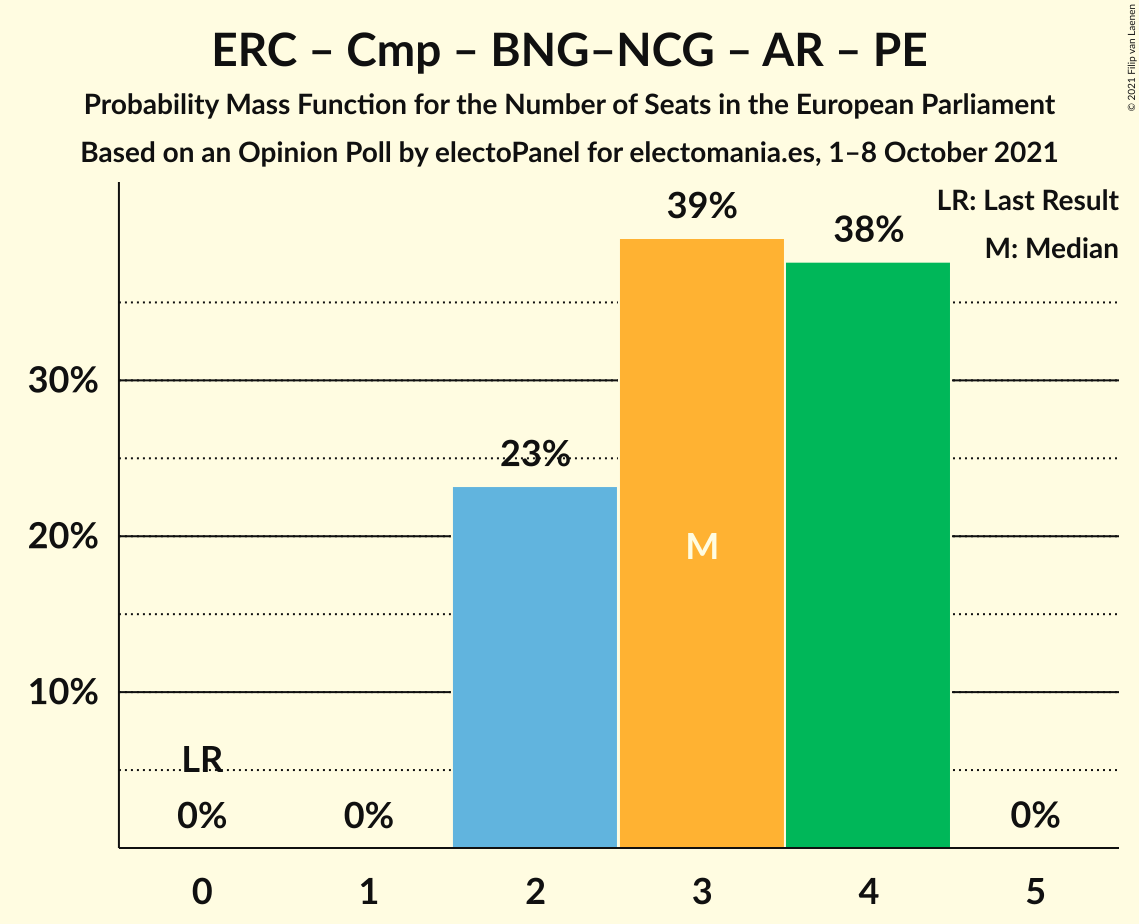 ERC – Cmp – BNG–NCG – AR – PE
Probability Mass Function for the Number of Seats in the European Parliament
Based on an Opinion Poll by electoPanel for electomania.es, 1–8 October 2021
© 2021 Filip van Laenen
LR: Last Result
M: Median
39%
38%
30%
23%
20%
M
10%
LR
0%
0%
0%
0
1
2
3
4
5